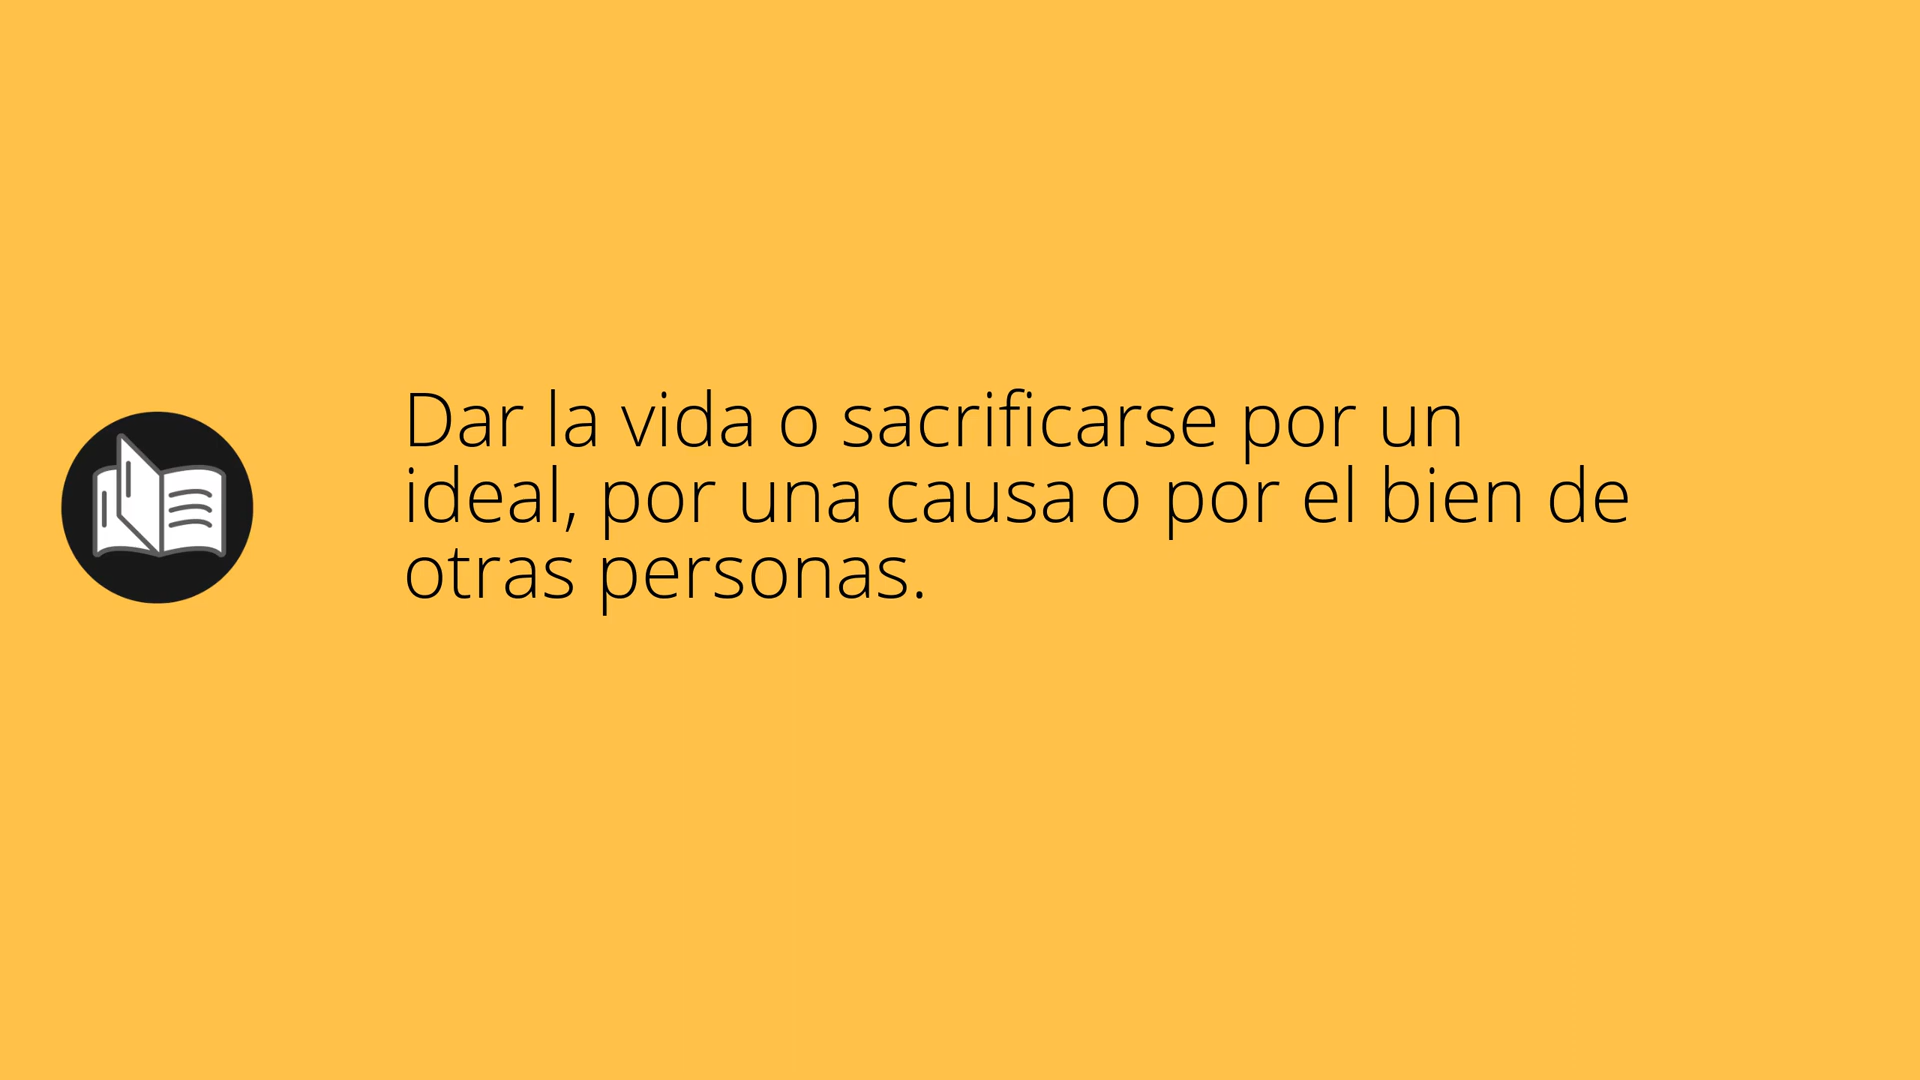 Dar la vida o sacrificarse por un
ideal, por una causa o por el bien de
otras personas.